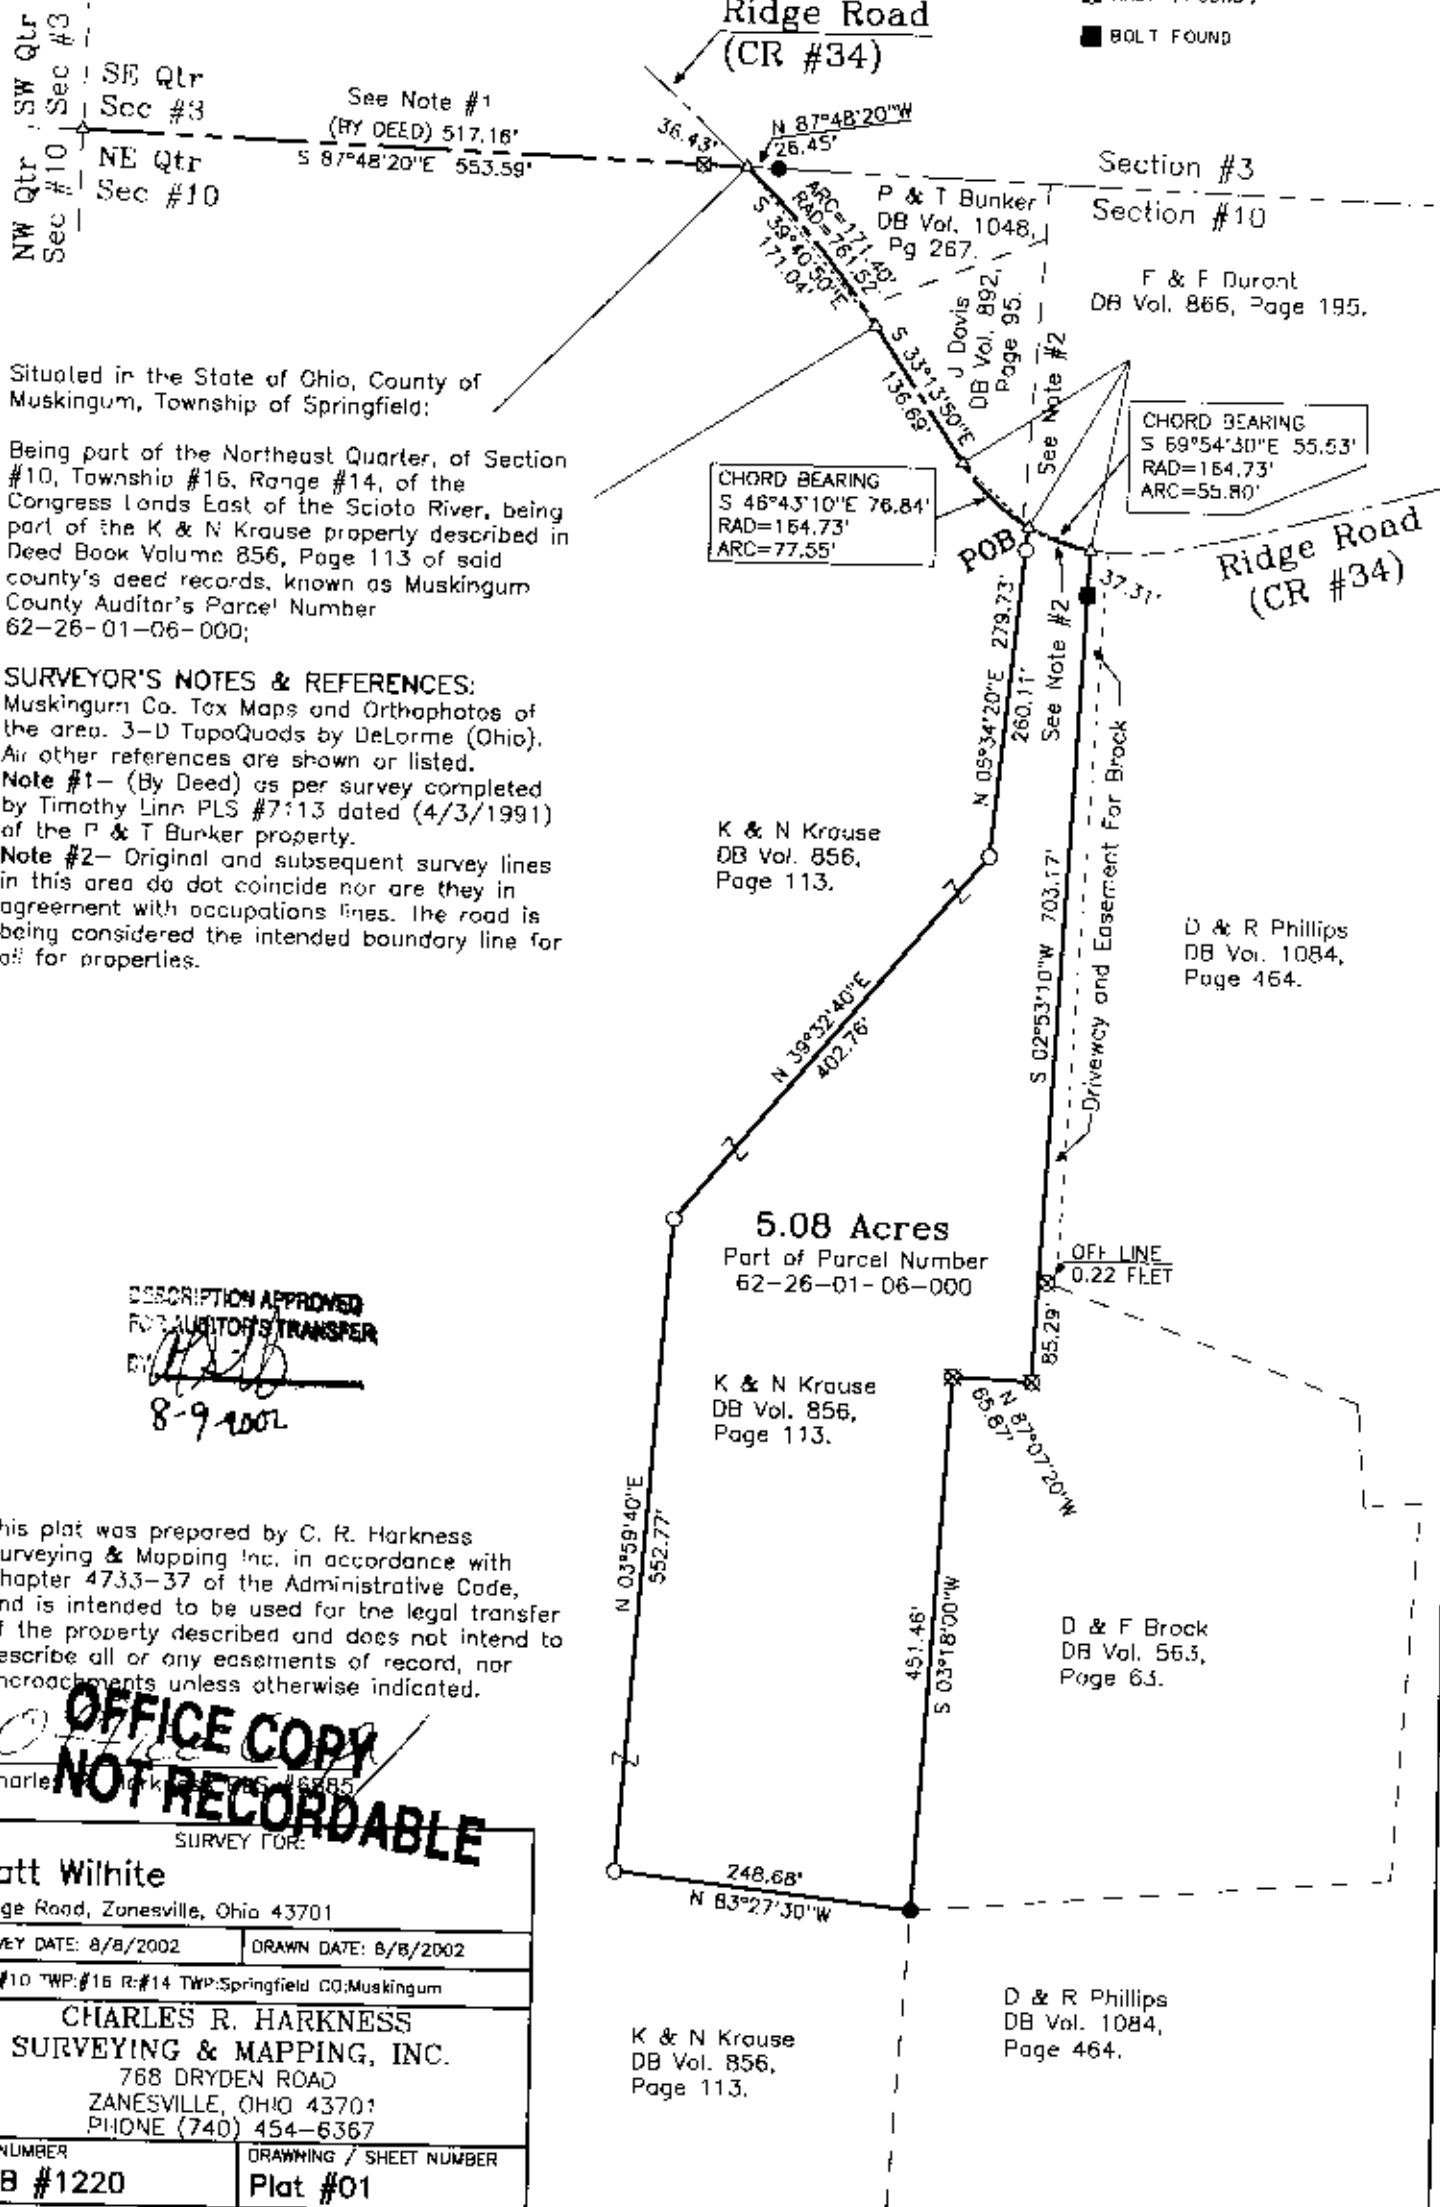 Ridge Road
(CR #34)
BOLT FOUND
NW Qtr SW Qtr
Sec #10 Sec #3
SE Qtr
Sec #3
NE Qtr
Sec #10
See Note #1
(BY DEED) 517.16'
S 87°48'20"E 553.59'
36.43'
N 87°48'20"W
26.45'
Section #3
Section #10
P & T Bunker
DB Vol. 1048,
Pg 267.
ARC=171.40'
RAD=761.52'
S 39°40'50"E
171.04'
F & F Durant
DB Vol. 866, Page 195.
J Davis
DB Vol. 892,
Page 95.
See Note #2
S 33°13'50"E
136.69'
Situated in the State of Ohio, County of
Muskingum, Township of Springfield;
Being part of the Northeast Quarter, of Section
#10, Township #16, Range #14, of the
Congress Lands East of the Scioto River, being
part of the K & N Krause property described in
Deed Book Volume 856, Page 113 of said
county's deed records, known as Muskingum
County Auditor's Parcel Number
62-26-01-06-000;
CHORD BEARING
S 69°54'30"E 55.53'
RAD=164.73'
ARC=55.80'
CHORD BEARING
S 46°43'10"E 76.84'
RAD=164.73'
ARC=77.55'
POB
Ridge Road
(CR #34)
37.31'
See Note #2
N 05°34'20"E 279.73'
260.11'
SURVEYOR'S NOTES & REFERENCES:
Muskingum Co. Tax Maps and Orthophotos of
the area. 3-D TopoQuads by DeLorme (Ohio).
Air other references are shown or listed.
Note #1- (By Deed) as per survey completed
by Timothy Linn PLS #7113 dated (4/3/1991)
of the P & T Bunker property.
Note #2- Original and subsequent survey lines
in this area do dot coincide nor are they in
agreement with occupations lines. The road is
being considered the intended boundary line for
all for properties.
K & N Krause
DB Vol. 856,
Page 113.
Driveway and Easement For Brock
S 02°53'10"W 703.77'
D & R Phillips
DB Vol. 1084,
Page 464.
N 39°32'40"E
402.76'
5.08 Acres
Part of Parcel Number
62-26-01-06-000
OFF LINE
0.22 FEET
85.29'
N 87°07'20"W
65.87'
DESCRIPTION APPROVED
FOR AUDITOR'S TRANSFER
BY
8-9-2002
K & N Krause
DB Vol. 856,
Page 113.
N 03°59'40"E
552.77'
451.46'
S 03°18'00"W
D & F Brock
DB Vol. 563,
Page 63.
his plat was prepared by C. R. Harkness
urveying & Mapping Inc. in accordance with
hapter 4733-37 of the Administrative Code,
nd is intended to be used for the legal transfer
f the property described and does not intend to
escribe all or any easements of record, nor
ncroachments unless otherwise indicated.
OFFICE COPY
NOT RECORDABLE
#6885
248.68'
N 83°27'30"W
SURVEY FOR:
att Wilhite
ge Road, Zanesville, Ohio 43701
VEY DATE: 8/8/2002 DRAWN DATE: 8/8/2002
#10 TWP:#16 R:#14 TWP:Springfield CO:Muskingum
CHARLES R. HARKNESS
SURVEYING & MAPPING, INC.
768 DRYDEN ROAD
ZANESVILLE, OHIO 43701
PHONE (740) 454-6367
NUMBER
B #1220
DRAWNING / SHEET NUMBER
Plat #01
K & N Krause
DB Vol. 856,
Page 113.
D & R Phillips
DB Vol. 1084,
Page 464.